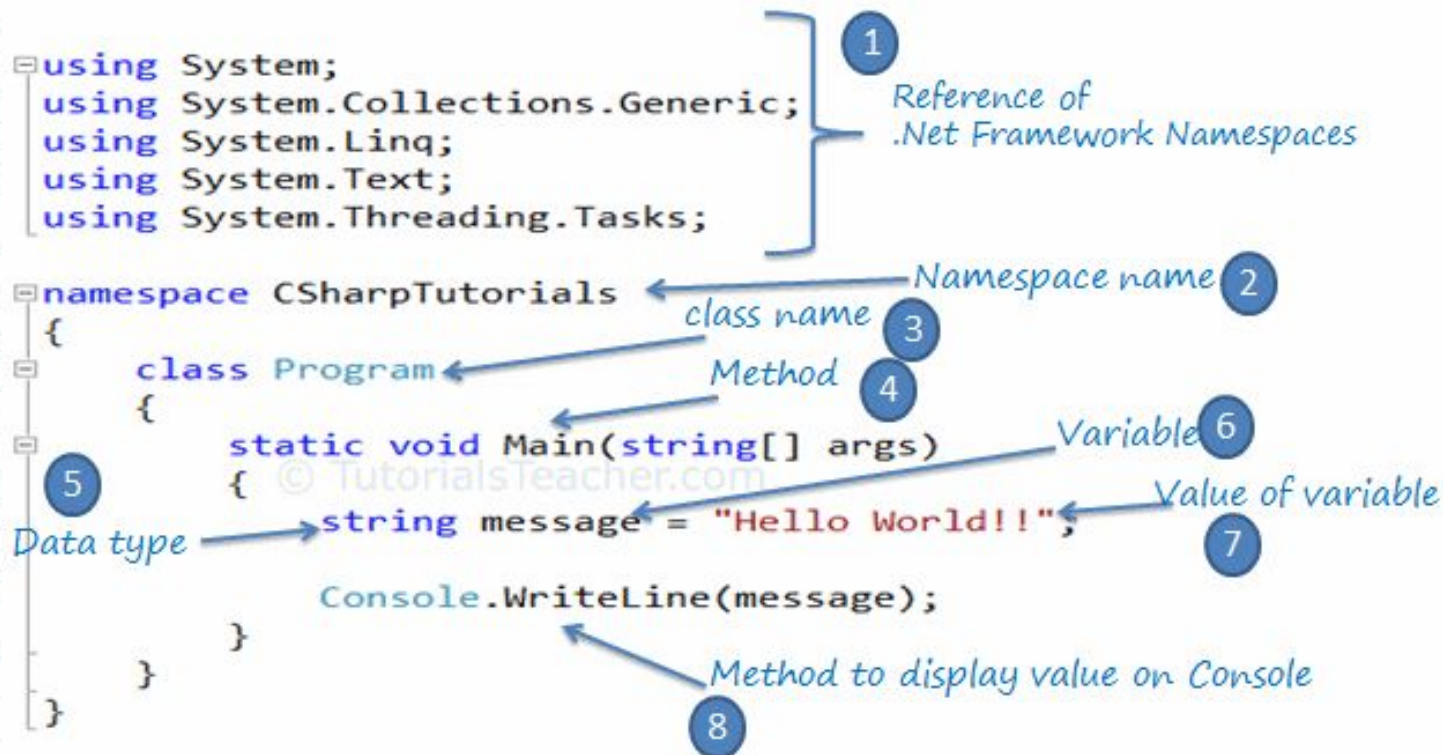 using System;
using System.Collections.Generic;
using System.Linq;
using System.Text;
using System.Threading.Tasks;
1
Reference of
.Net Framework Namespaces
namespace CSharpTutorials
Namespace name 2
{
class name 3
class Program
Method 4
{
static void Main(string[] args)
Variable 6
5
{ © TutorialsTeacher.com
Value of variable
7
string message = "Hello World!!";
Data type
Console.WriteLine(message);
}
}
Method to display value on Console
8
}